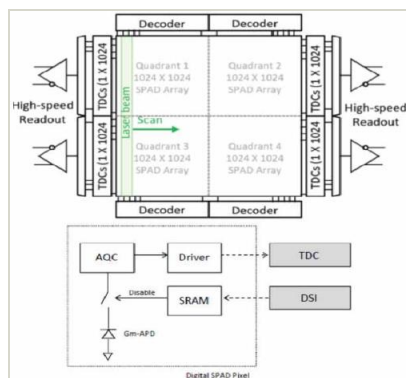 Decoder
Decoder
TDCs (1 X 1024
TDCs (1 X 1024
High-speed
Readout
Laser beam
Quadrant 1
1024 X 1024
SPAD Array
Quadrant 2
1024 X 1024
SPAD Array
Scan
Quadrant 3
1024 X 1024
SPAD Array
Quadrant 4
1024 X 1024
SPAD Array
TDCs (1 X 1024
TDCs (1 X 1024
High-speed
Readout
Decoder
Decoder
AQC
Driver
TDC
Disable
SRAM
DSI
Gm-APD
Digital SPAD Pixel